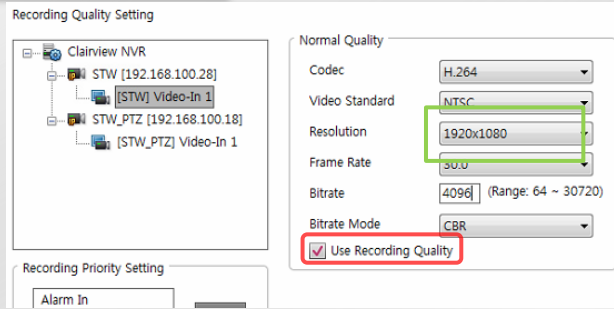 Recording Quality Setting
Clairview NVR
STW [192.168.100.28]
[STW] Video-In 1
STW_PTZ [192.168.100.18]
[STW_PTZ] Video-In 1
Normal Quality
Codec H.264
Video Standard NTSC
Resolution 1920x1080
Frame Rate 30.0
Bitrate 4096 (Range: 64 ~ 30720)
Bitrate Mode CBR
Use Recording Quality
Recording Priority Setting
Alarm In